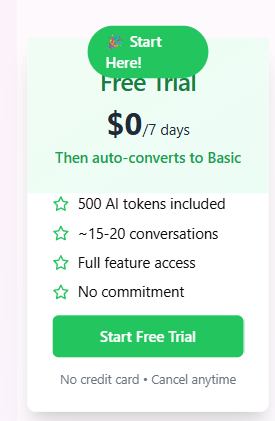 🎉 Start
Here!
Free Trial
$0/7 days
Then auto-converts to Basic
500 AI tokens included
~15-20 conversations
Full feature access
No commitment
Start Free Trial
No credit card • Cancel anytime